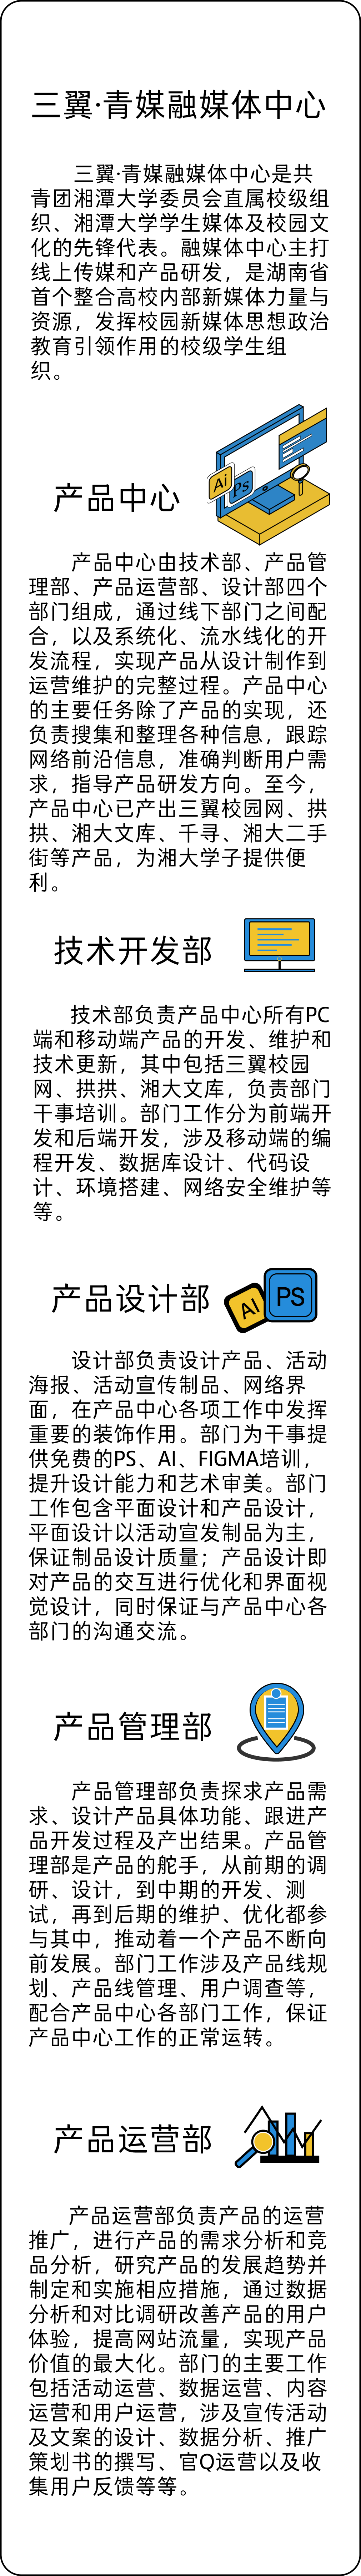 三翼·青媒融媒体中心
三翼·青媒融媒体中心是共
青团湘潭大学委员会直属校级组
织、湘潭大学学生媒体及校园文
化的先锋代表。融媒体中心主打
线上传媒和产品研发，是湖南省
首个整合高校内部新媒体力量与
资源，发挥校园新媒体思想政治
教育引领作用的校级学生组
织。
Ai
Ps
产品中心
产品中心由技术部、产品管
理部、产品运营部、设计部四个
部门组成，通过线下部门之间配
合，以及系统化、流水线化的开
发流程，实现产品从设计制作到
运营维护的完整过程。产品中心
的主要任务除了产品的实现，还
负责搜集和整理各种信息，跟踪
网络前沿信息，准确判断用户需
求，指导产品研发方向。至今，
产品中心已产出三翼校园网、拱
拱、湘大文库、千寻、湘大二手
街等产品，为湘大学子提供便
利。
技术开发部
技术部负责产品中心所有PC
端和移动端产品的开发、维护和
技术更新，其中包括三翼校园
网、拱拱、湘大文库，负责部门
干事培训。部门工作分为前端开
发和后端开发，涉及移动端的编
程开发、数据库设计、代码设
计、环境搭建、网络安全维护等
等。
产品设计部
AI
PS
设计部负责设计产品、活动
海报、活动宣传制品、网络界
面，在产品中心各项工作中发挥
重要的装饰作用。部门为干事提
供免费的PS、AI、FIGMA培训，
提升设计能力和艺术审美。部门
工作包含平面设计和产品设计，
平面设计以活动宣发制品为主，
保证制品设计质量；产品设计即
对产品的交互进行优化和界面视
觉设计，同时保证与产品中心各
部门的沟通交流。
产品管理部
产品管理部负责探求产品需
求、设计产品具体功能、跟进产
品开发过程及产出结果。产品管
理部是产品的舵手，从前期的调
研、设计，到中期的开发、测
试，再到后期的维护、优化都参
与其中，推动着一个产品不断向
前发展。部门工作涉及产品线规
划、产品线管理、用户调查等，
配合产品中心各部门工作，保证
产品中心工作的正常运转。
产品运营部
产品运营部负责产品的运营
推广，进行产品的需求分析和竞
品分析，研究产品的发展趋势并
制定和实施相应措施，通过数据
分析和对比调研改善产品的用户
体验，提高网站流量，实现产品
价值的最大化。部门的主要工作
包括活动运营、数据运营、内容
运营和用户运营，涉及宣传活动
及文案的设计、数据分析、推广
策划书的撰写、官Q运营以及收
集用户反馈等等。